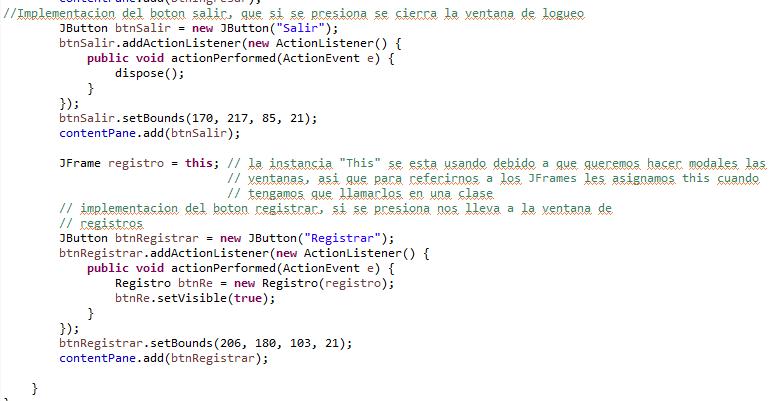 //Implementacion del boton salir, que si se presiona se cierra la ventana de logueo
JButton btnSalir = new JButton("Salir");
btnSalir.addActionListener(new ActionListener() {
public void actionPerformed(ActionEvent e) {
dispose();
}
});
btnSalir.setBounds(170, 217, 85, 21);
contentPane.add(btnSalir);
JFrame registro = this; // la instancia "This" se esta usando debido a que queremos hacer modales las
// ventanas, asi que para referirnos a los JFrames les asignamos this cuando
// tengamos que llamarlos en una clase
// implementacion del boton registrar, si se presiona nos lleva a la ventana de
// registros
JButton btnRegistrar = new JButton("Registrar");
btnRegistrar.addActionListener(new ActionListener() {
public void actionPerformed(ActionEvent e) {
Registro btnRe = new Registro(registro);
btnRe.setVisible(true);
}
});
btnRegistrar.setBounds(206, 180, 103, 21);
contentPane.add(btnRegistrar);
}